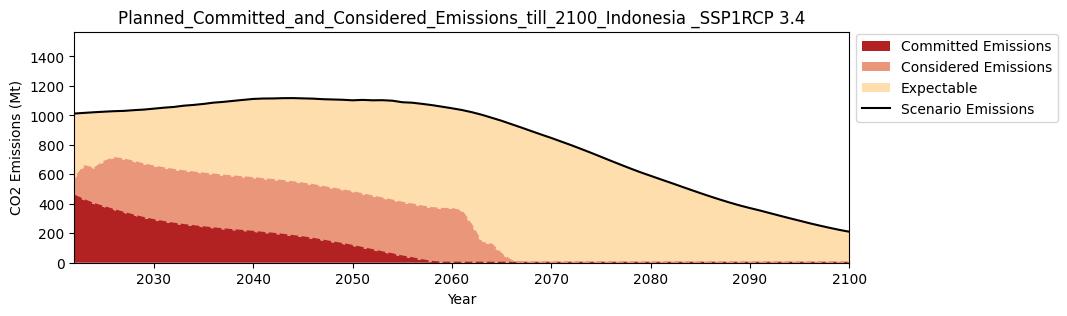 Planned_Committed_and_Considered_Emissions_till_2100_Indonesia _SSP1RCP 3.4
CO2 Emissions (Mt)
1400
1200
1000
800
600
400
200
0
2030 2040 2050 2060 2070 2080 2090 2100
Year
Committed Emissions
Considered Emissions
Expectable
Scenario Emissions